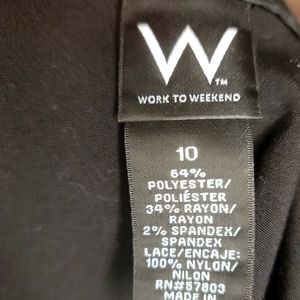 W™
WORK TO WEEKEND
10
64%
POLYESTER/
POLIÉSTER
34% RAYON/
RAYON
2% SPANDEX/
SPANDEX
LACE/ENCAJE:
100% NYLON/
NILON
RN#57803
MADE IN